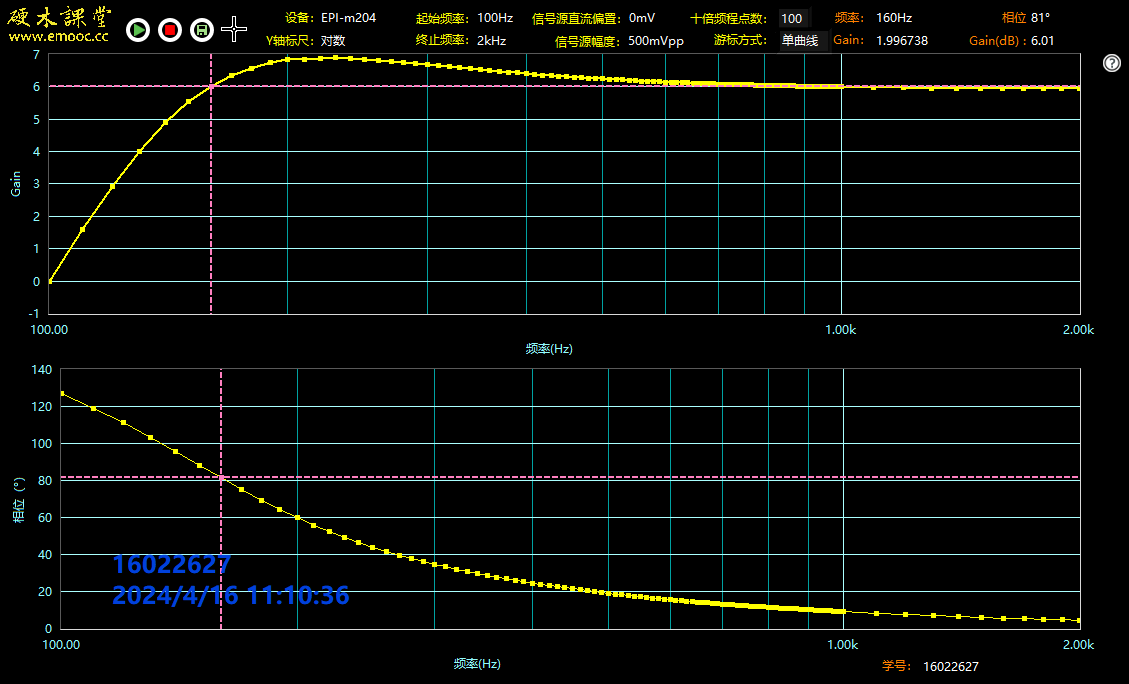 硬木課堂
www.emooc.cc
设备: EPI-m204
起始频率: 100Hz
信号源直流偏置: 0mV
十倍频程点数: 100
频率: 160Hz
相位 81°
Y轴标尺: 对数
终止频率: 2kHz
信号源幅度: 500mVpp
游标方式: 单曲线
Gain: 1.996738
Gain(dB) : 6.01
7
6
5
4
3
2
1
0
-1
Gain
100.00
1.00k
2.00k
频率(Hz)
140
120
100
80
60
40
20
0
相位 (°)
16022627
2024/4/16 11:10:36
100.00
1.00k
2.00k
频率(Hz)
学号: 16022627
?